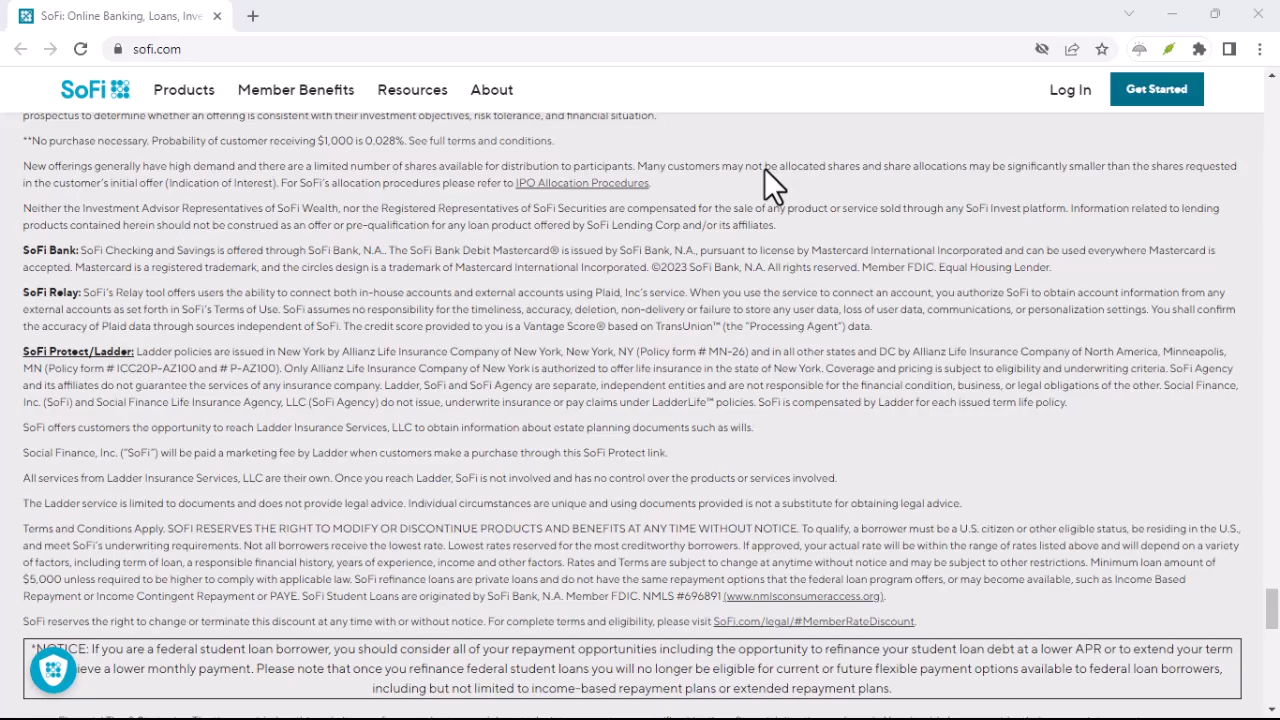 SoFi: Online Banking, Loans, Inve
sofi.com
SoFi Products Member Benefits Resources About Log In Get Started
prospectus to determine whether an offering is consistent with their investment objectives, risk tolerance, and financial situation.
**No purchase necessary. Probability of customer receiving $1,000 is 0.028%. See full terms and conditions.
New offerings generally have high demand and there are a limited number of shares available for distribution to participants. Many customers may not be allocated shares and share allocations may be significantly smaller than the shares requested
in the customer's initial offer (Indication of Interest). For SoFi's allocation procedures please refer to IPO Allocation Procedures.
Neither the Investment Advisor Representatives of SoFi Wealth, nor the Registered Representatives of SoFi Securities are compensated for the sale of any product or service sold through any SoFi Invest platform. Information related to lending
products contained herein should not be construed as an offer or pre-qualification for any loan product offered by SoFi Lending Corp and/or its affiliates.
SoFi Bank: SoFi Checking and Savings is offered through SoFi Bank, N.A.. The SoFi Bank Debit Mastercard® is issued by SoFi Bank, N.A., pursuant to license by Mastercard International Incorporated and can be used everywhere Mastercard is
accepted. Mastercard is a registered trademark, and the circles design is a trademark of Mastercard International Incorporated. ©2023 SoFi Bank, N.A. All rights reserved. Member FDIC. Equal Housing Lender.
SoFi Relay: SoFi's Relay tool offers users the ability to connect both in-house accounts and external accounts using Plaid, Inc's service. When you use the service to connect an account, you authorize SoFi to obtain account information from any
external accounts as set forth in SoFi's Terms of Use. SoFi assumes no responsibility for the timeliness, accuracy, deletion, non-delivery or failure to store any user data, loss of user data, communications, or personalization settings. You shall confirm
the accuracy of Plaid data through sources independent of SoFi. The credit score provided to you is a Vantage Score® based on TransUnion™ (the "Processing Agent") data.
SoFi Protect/Ladder: Ladder policies are issued in New York by Allianz Life Insurance Company of New York, New York, NY (Policy form # MN-26) and in all other states and DC by Allianz Life Insurance Company of North America, Minneapolis,
MN (Policy form # ICC20P-AZ100 and # P-AZ100). Only Allianz Life Insurance Company of New York is authorized to offer life insurance in the state of New York. Coverage and pricing is subject to eligibility and underwriting criteria. SoFi Agency
and its affiliates do not guarantee the services of any insurance company. Ladder, SoFi and SoFi Agency are separate, independent entities and are not responsible for the financial condition, business, or legal obligations of the other. Social Finance,
Inc. (SoFi) and Social Finance Life Insurance Agency, LLC (SoFi Agency) do not issue, underwrite insurance or pay claims under LadderLife™ policies. SoFi is compensated by Ladder for each issued term life policy.
SoFi offers customers the opportunity to reach Ladder Insurance Services, LLC to obtain information about estate planning documents such as wills.
Social Finance, Inc. ("SoFi") will be paid a marketing fee by Ladder when customers make a purchase through this SoFi Protect link.
All services from Ladder Insurance Services, LLC are their own. Once you reach Ladder, SoFi is not involved and has no control over the products or services involved.
The Ladder service is limited to documents and does not provide legal advice. Individual circumstances are unique and using documents provided is not a substitute for obtaining legal advice.
Terms and Conditions Apply. SOFI RESERVES THE RIGHT TO MODIFY OR DISCONTINUE PRODUCTS AND BENEFITS AT ANY TIME WITHOUT NOTICE. To qualify, a borrower must be a U.S. citizen or other eligible status, be residing in the U.S.,
and meet SoFi's underwriting requirements. Not all borrowers receive the lowest rate. Lowest rates reserved for the most creditworthy borrowers. If approved, your actual rate will be within the range of rates listed above and will depend on a variety
of factors, including term of loan, a responsible financial history, years of experience, income and other factors. Rates and Terms are subject to change at anytime without notice and may be subject to other restrictions. Minimum loan amount of
$5,000 unless required to be higher to comply with applicable law. SoFi refinance loans are private loans and do not have the same repayment options that the federal loan program offers, or may become available, such as Income Based
Repayment or Income Contingent Repayment or PAYE. SoFi Student Loans are originated by SoFi Bank, N.A. Member FDIC. NMLS #696891 (www.nmlsconsumeraccess.org).
SoFi reserves the right to change or terminate this discount at any time with or without notice. For complete terms and eligibility, please visit SoFi.com/legal/#MemberRateDiscount.
*NOTICE: If you are a federal student loan borrower, you should consider all of your repayment opportunities including the opportunity to refinance your student loan debt at a lower APR or to extend your term
ieve a lower monthly payment. Please note that once you refinance federal student loans you will no longer be eligible for current or future flexible payment options available to federal loan borrowers,
including but not limited to income-based repayment plans or extended repayment plans.